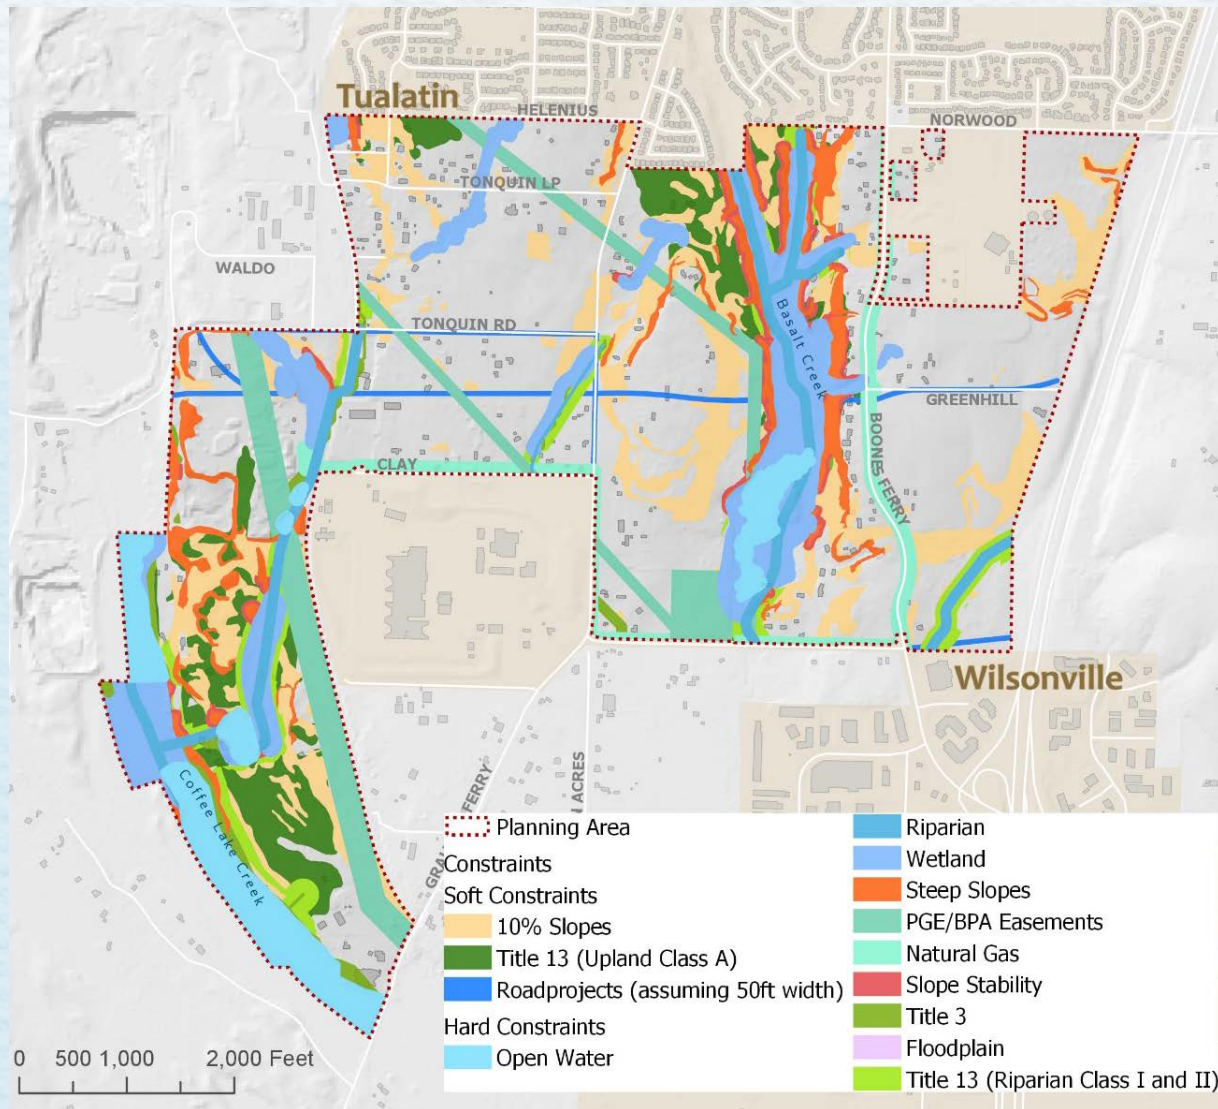 Tualatin
HELENIUS
NORWOOD
TONQUIN LP
WALDO
TONQUIN RD
Basalt Creek
GREENHILL
CLAY
BOONES FERRY
Wilsonville
Coffee Lake Creek
FERRY
ACRES
Planning Area
Constraints
Soft Constraints
10% Slopes
Title 13 (Upland Class A)
Roadprojects (assuming 50ft width)
Hard Constraints
Open Water
Riparian
Wetland
Steep Slopes
PGE/BPA Easements
Natural Gas
Slope Stability
Title 3
Floodplain
Title 13 (Riparian Class I and II)
0 500 1,000 2,000 Feet